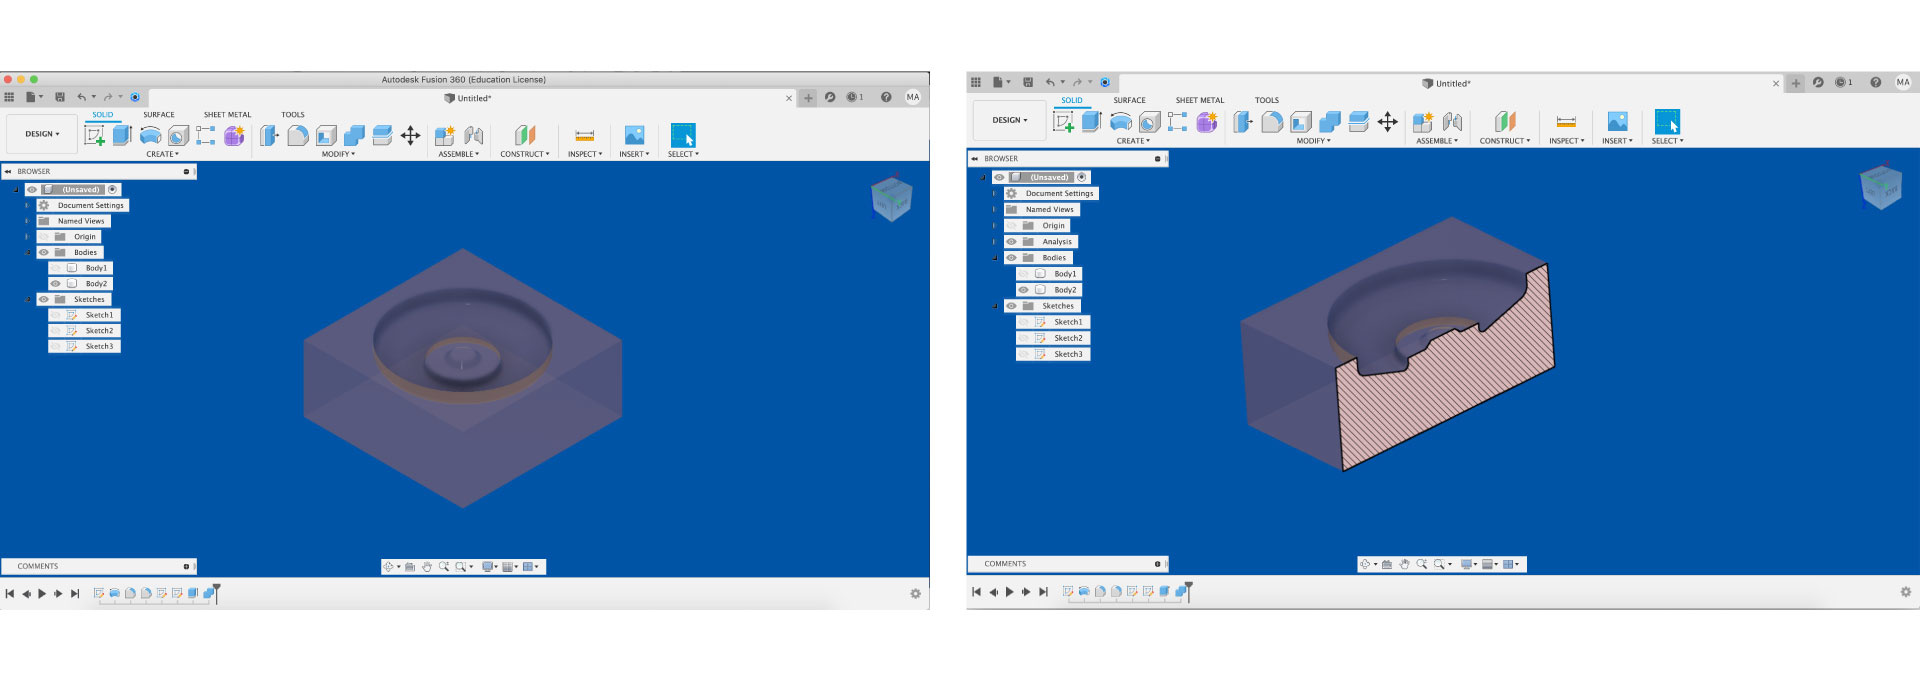 Autodesk Fusion 360 (Education License)
Untitled*
1
MA
SOLID SURFACE SHEET METAL TOOLS
DESIGN
CREATE MODIFY ASSEMBLE CONSTRUCT INSPECT INSERT SELECT
BROWSER
(Unsaved)
Document Settings
Named Views
Origin
Bodies
Body1
Body2
Sketches
Sketch1
Sketch2
Sketch3
COMMENTS
Untitled*
1
MA
SOLID SURFACE SHEET METAL TOOLS
DESIGN
CREATE MODIFY ASSEMBLE CONSTRUCT INSPECT INSERT SELECT
BROWSER
(Unsaved)
Document Settings
Named Views
Origin
Analysis
Bodies
Body1
Body2
Sketches
Sketch1
Sketch2
Sketch3
COMMENTS